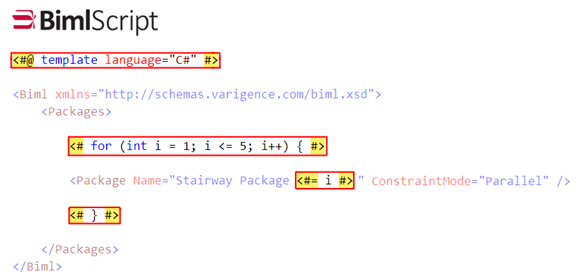 BimlScript
<#@ template language="C#" #>
<Biml xmlns="http://schemas.varigence.com/biml.xsd">
<Packages>
<# for (int i = 1; i <= 5; i++) { #>
<Package Name="Stairway Package <#= i #> " ConstraintMode="Parallel" />
<# } #>
</Packages>
</Biml>